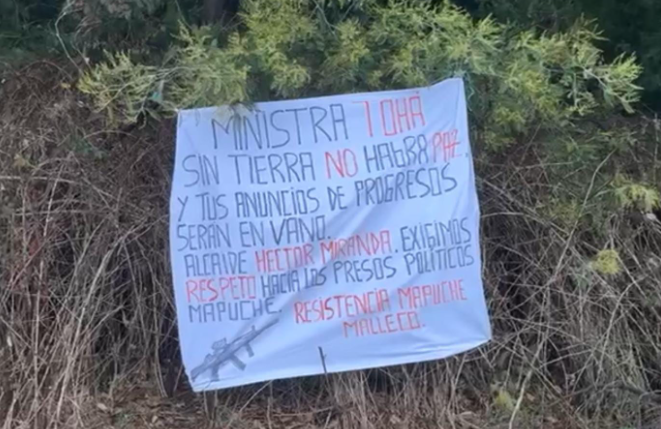 MINISTRA TOHÁ
SIN TIERRA NO HABRA PAZ.
Y TUS ANUNCIOS DE PROGRESOS
SERAN EN VANO.
ALCALDE HECTOR MIRANDA. EXIGIMOS
RESPETO HACIA LOS PRESOS POLÍTICOS
MAPUCHE. RESISTENCIA MAPUCHE
MALLECO.